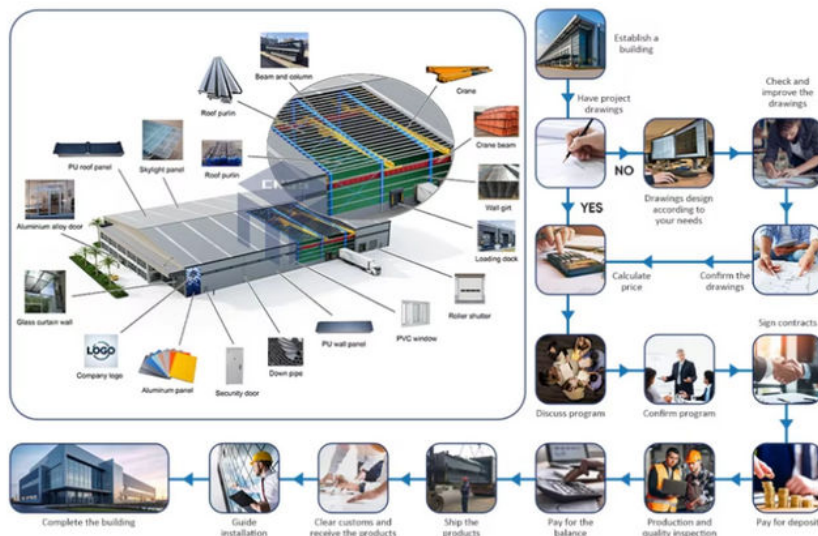 Beam and column
Crane
Roof purlin
Crane beam
PU roof panel
Skylight panel
Roof purlin
Wall girt
Aluminum alloy door
Loading dock
Glass curtain wall
Roller shutter
LOGO
Company logo
Aluminum panel
Security door
Down pipe
PU wall panel
PVC window
Establish a
building
Have project
drawings
NO
Drawings design
according to
your needs
Check and
improve the
drawings
YES
Calculate
price
Confirm the
drawings
Discuss program
Confirm program
Sign contracts
Complete the building
Guide
installation
Clear customs and
receive the products
Ship the
products
Pay for the
balance
Production and
quality inspection
Pay for deposit